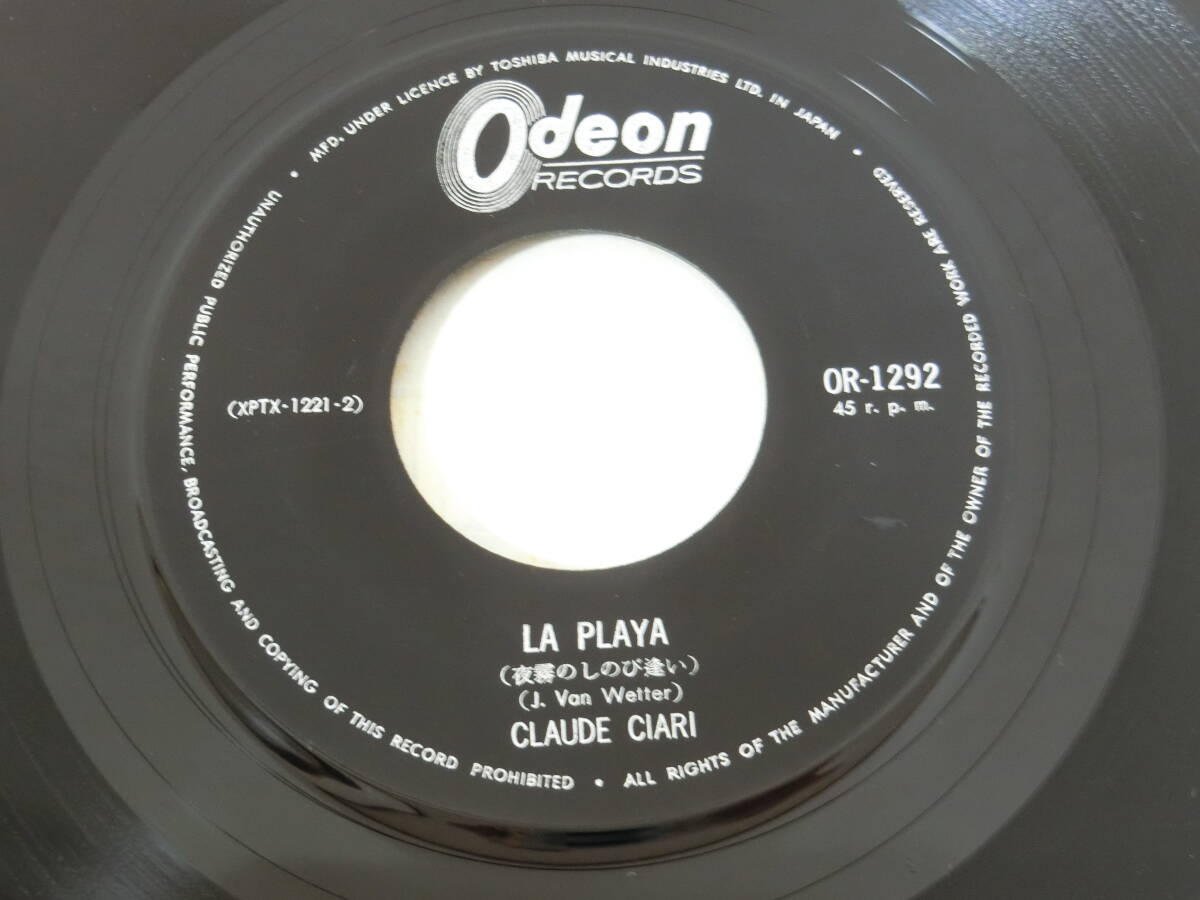 MFD. UNDER LICENCE BY TOSHIBA MUSICAL INDUSTRIES LTD. IN JAPAN
Odeon
RECORDS
(XPTX-1221-2)
OR-1292
45 r. p. m.
LA PLAYA
(夜霧のしのび逢い)
(J. Van Wetter)
CLAUDE CIARI
• ALL RIGHTS OF THE MANUFACTURER AND OF THE OWNER OF THE RECORDED WORK ARE RESERVED •
UNAUTHORIZED PUBLIC PERFORMANCE, BROADCASTING AND COPYING OF THIS RECORD PROHIBITED